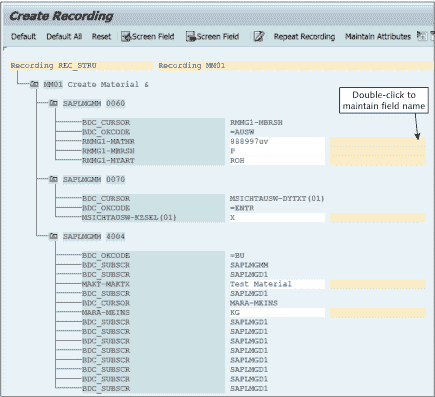 Create Recording
Default Default All Reset Screen Field Screen Field Repeat Recording Maintain Attributes
Recording REC_STRU Recording MM01
MM01 Create Material &
Double-click to
maintain field name
SAPLMGMM 0060
BDC_CURSOR RMMG1-MBRSH
BDC_OKCODE =AUSW
RMMG1-MATNR 888997uv
RMMG1-MBRSH P
RMMG1-MTART ROH
SAPLMGMM 0070
BDC_CURSOR MSICHTAUSW-DYTXT(01)
BDC_OKCODE =ENTR
MSICHTAUSW-KZSEL(01) X
SAPLMGMM 4004
BDC_OKCODE =BU
BDC_SUBSCR SAPLMGMM
BDC_SUBSCR SAPLMGD1
MAKT-MAKTX Test Material
BDC_SUBSCR SAPLMGD1
BDC_CURSOR MARA-MEINS
MARA-MEINS KG
BDC_SUBSCR SAPLMGD1
BDC_SUBSCR SAPLMGD1
BDC_SUBSCR SAPLMGD1
BDC_SUBSCR SAPLMGD1
BDC_SUBSCR SAPLMGD1
BDC_SUBSCR SAPLMGD1
BDC_SUBSCR SAPLMGD1
BDC_SUBSCR SAPLMGD1